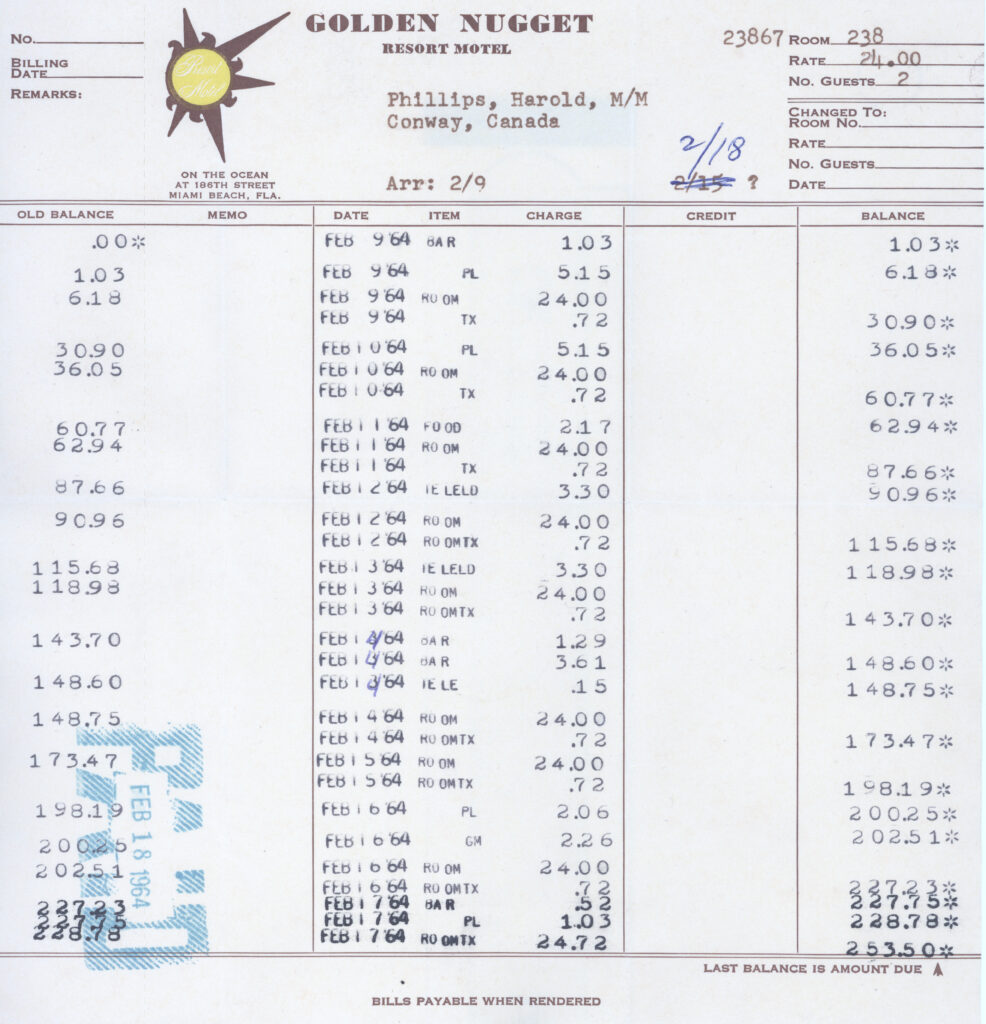 GOLDEN NUGGET
RESORT MOTEL
No.
BILLING
DATE
REMARKS:
Resort
Motel
ON THE OCEAN
AT 186TH STREET
MIAMI BEACH, FLA.
Phillips, Harold, M/M
Conway, Canada
Arr: 2/9
2/18
2/15 ?
23867 ROOM 238
RATE 24.00
NO. GUESTS 2
CHANGED TO:
ROOM NO.
RATE
NO. GUESTS
DATE
OLD BALANCE MEMO DATE ITEM CHARGE CREDIT BALANCE
.00* FEB 9'64 BAR 1.03 1.03*
1.03 FEB 9'64 PL 5.15 6.18*
6.18 FEB 9'64 ROOM 24.00
FEB 9'64 TX .72 30.90*
30.90 FEB 10'64 PL 5.15 36.05*
36.05 FEB 10'64 ROOM 24.00
FEB 10'64 TX .72 60.77*
60.77 FEB 11'64 FOOD 2.17 62.94*
62.94 FEB 11'64 ROOM 24.00
FEB 11'64 TX .72 87.66*
87.66 FEB 12'64 TELELD 3.30 90.96*
90.96 FEB 12'64 ROOM 24.00
FEB 12'64 ROOMTX .72 115.68*
115.68 FEB 13'64 TELELD 3.30 118.98*
118.98 FEB 13'64 ROOM 24.00
FEB 13'64 ROOMTX .72 143.70*
143.70 FEB 14'64 BAR 1.29
FEB 14'64 BAR 3.61 148.60*
148.60 FEB 14'64 TELE .15 148.75*
148.75 FEB 14'64 ROOM 24.00
FEB 14'64 ROOMTX .72 173.47*
173.47 FEB 15'64 ROOM 24.00
FEB 15'64 ROOMTX .72 198.19*
198.19 FEB 16'64 PL 2.06 200.25*
200.25 FEB 16'64 GM 2.26 202.51*
202.51 FEB 16'64 ROOM 24.00
FEB 16'64 ROOMTX .72 227.23*
227.23 FEB 17'64 BAR .52 227.75*
227.75 FEB 17'64 PL 1.03 228.78*
228.78 FEB 17'64 ROOMTX 24.72 253.50*
PAID
FEB 18 1964
LAST BALANCE IS AMOUNT DUE
BILLS PAYABLE WHEN RENDERED